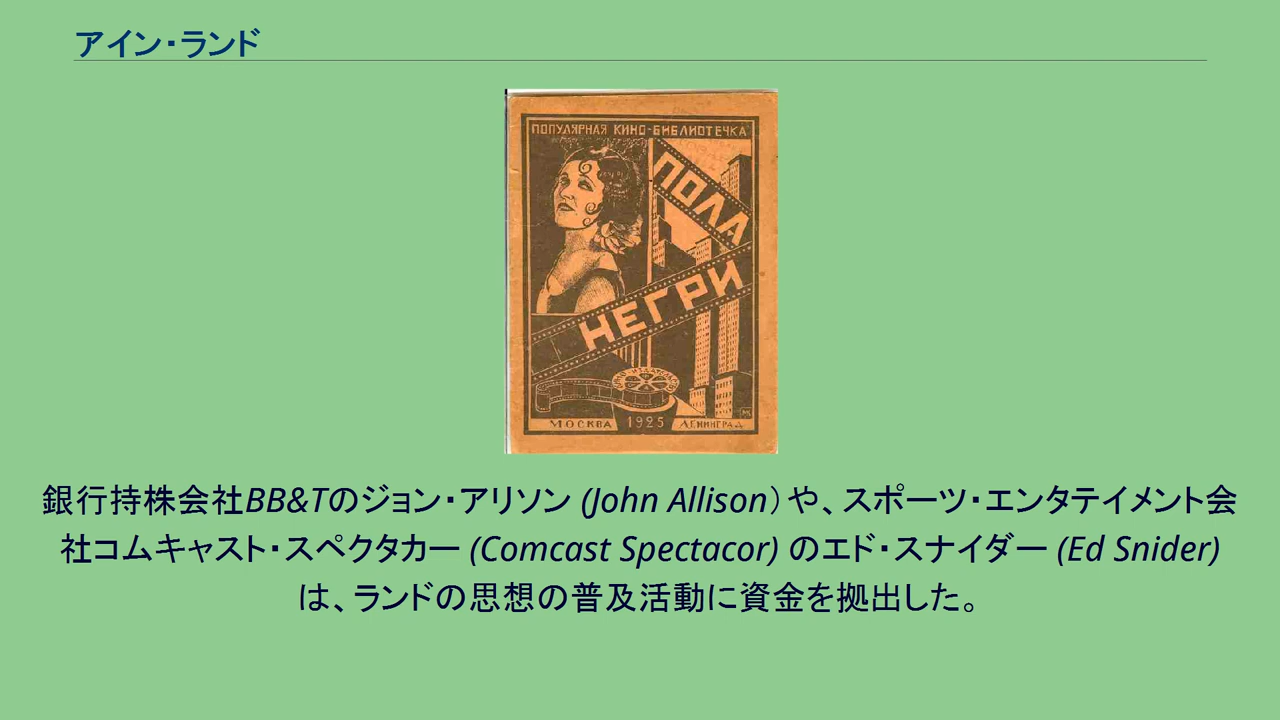 アイン・ランド
ПОПУЛЯРНАЯ КИНО-БИБЛИОТЕЧКА
ПОЛА
НЕГРИ
МОСКВА 1925 ЛЕНИНГРАД
銀行持株会社BB&Tのジョン・アリソン (John Allison）や、スポーツ・エンタテイメント会
社コムキャスト・スペクタカー (Comcast Spectacor) のエド・スナイダー (Ed Snider)
は、ランドの思想の普及活動に資金を拠出した。